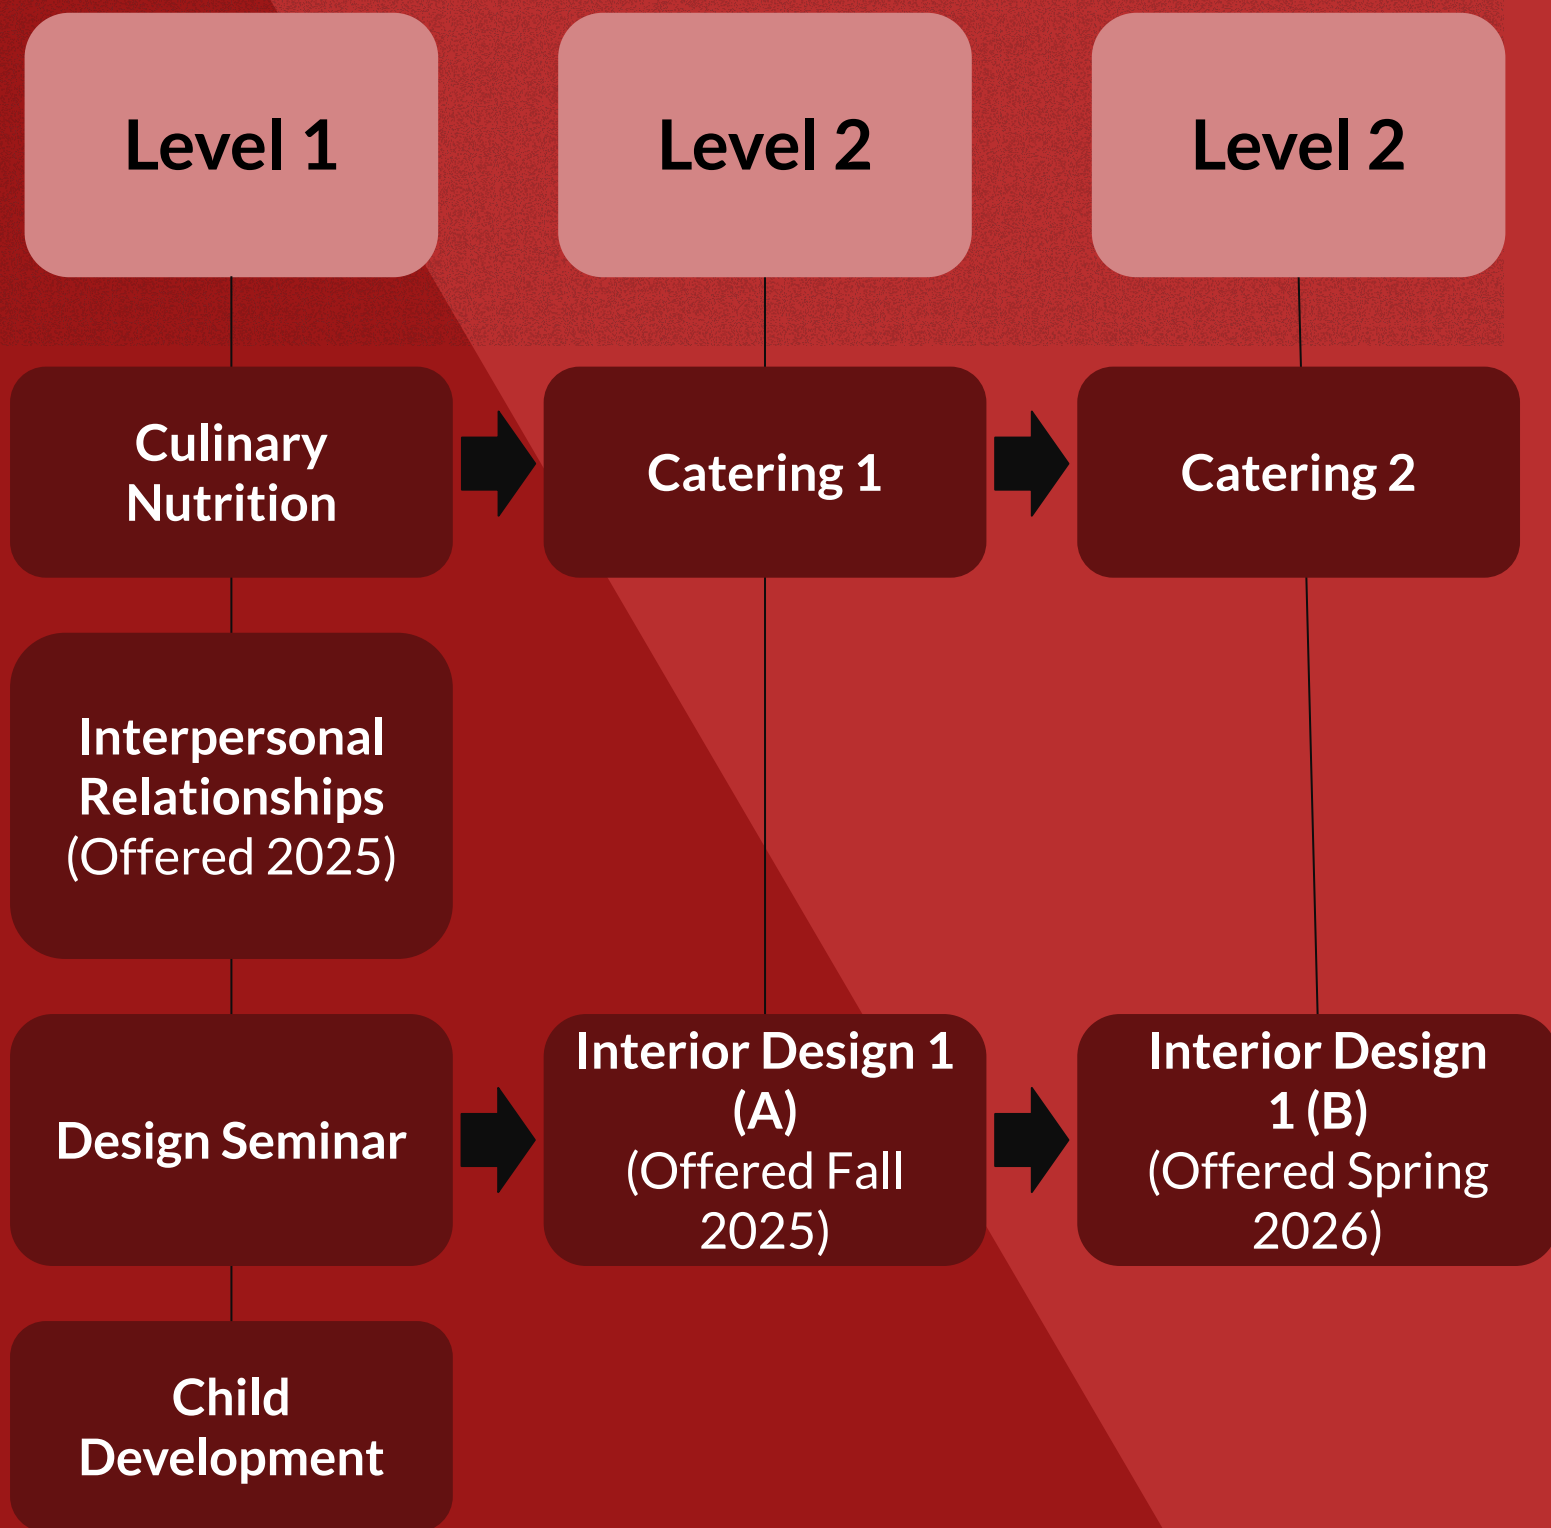 Level 1
Level 2
Level 2
Culinary
Nutrition
Catering 1
Catering 2
Interpersonal
Relationships
(Offered 2025)
Design Seminar
Interior Design 1
(A)
(Offered Fall
2025)
Interior Design
1 (B)
(Offered Spring
2026)
Child
Development